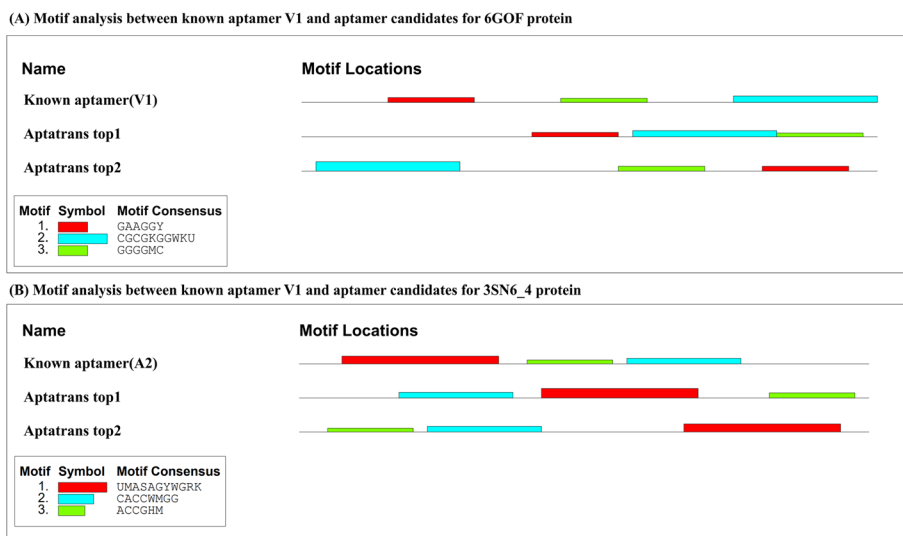 (A) Motif analysis between known aptamer V1 and aptamer candidates for 6GOF protein
Name Motif Locations
Known aptamer(V1)
Aptatrans top1
Aptatrans top2
Motif Symbol Motif Consensus
1. GAAGGY
2. CGCGKGGWKU
3. GGGGMC
(B) Motif analysis between known aptamer V1 and aptamer candidates for 3SN6_4 protein
Name Motif Locations
Known aptamer(A2)
Aptatrans top1
Aptatrans top2
Motif Symbol Motif Consensus
1. UMASAGYWGRK
2. CACCWMGG
3. ACCGHM